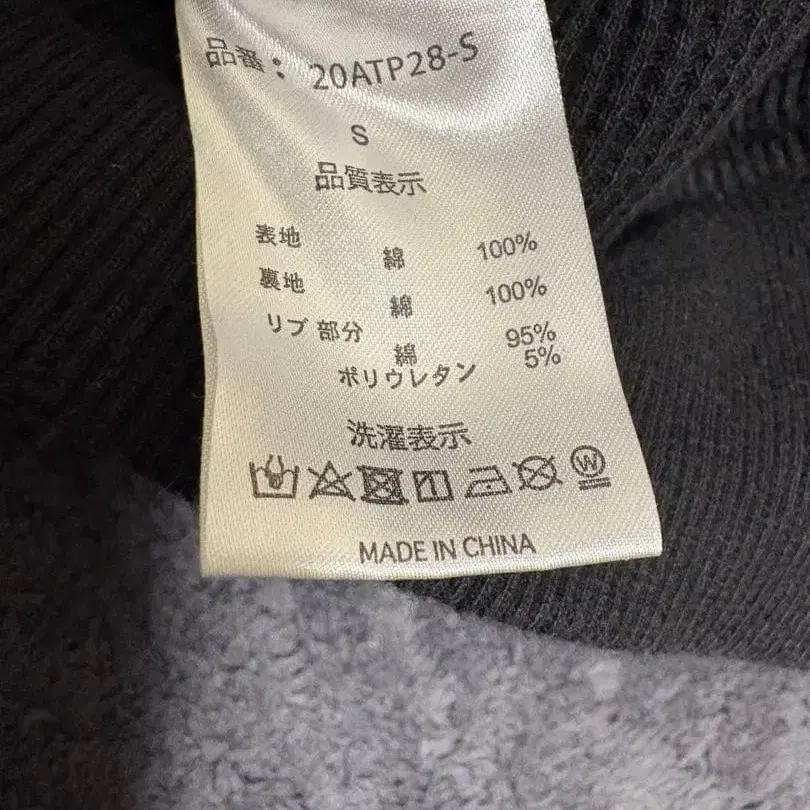 品番： 20ATP28-S
S
品質表示
表地 綿 100%
裏地 綿 100%
リブ部分 綿 95%
ポリウレタン 5%
洗濯表示
W
MADE IN CHINA